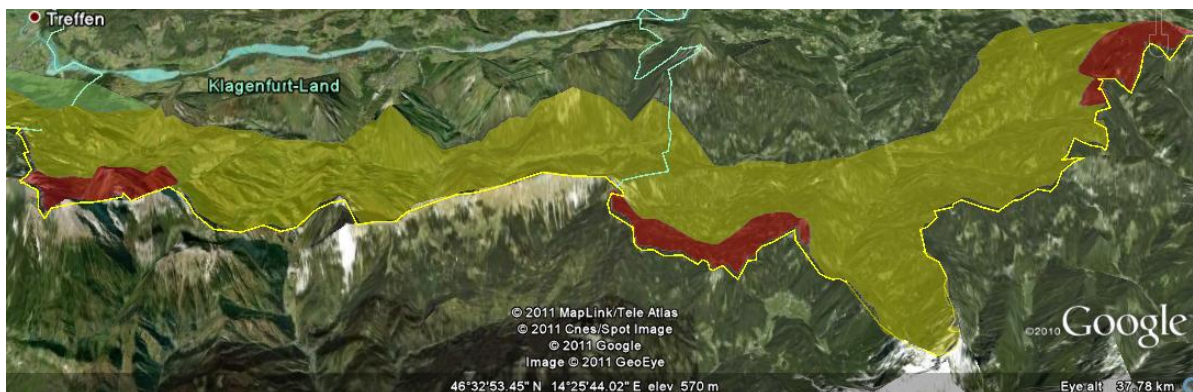 Treffen
Klagenfurt-Land
© 2011 MapLink/Tele Atlas
© 2011 Cnes/Spot Image
© 2011 Google
Image © 2011 GeoEye
©2010 Google
46°32'53.45" N 14°25'44.02" E elev 570 m
Eye alt 37.78 km